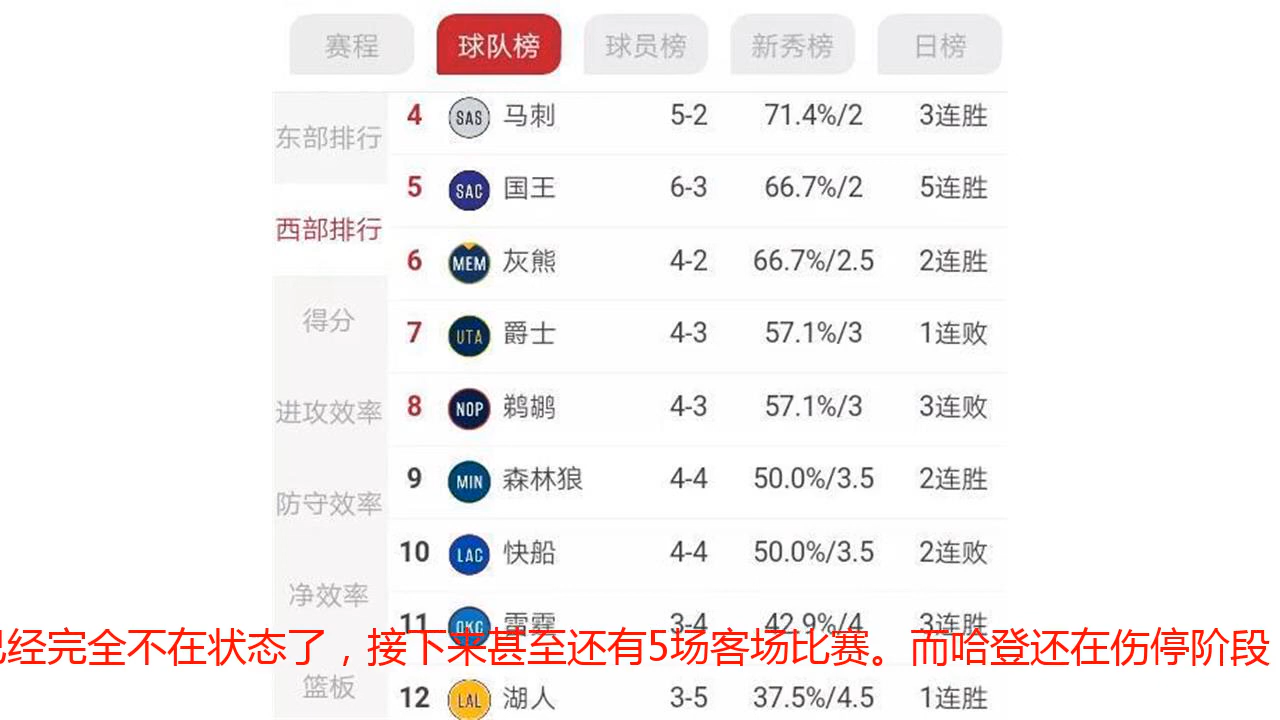 赛程 球队榜 球员榜 新秀榜 日榜
东部排行
西部排行
得分
进攻效率
防守效率
净效率
篮板
4 SAS 马刺 5-2 71.4%/2 3连胜
5 SAC 国王 6-3 66.7%/2 5连胜
6 MEM 灰熊 4-2 66.7%/2.5 2连胜
7 UTA 爵士 4-3 57.1%/3 1连败
8 NOP 鹈鹕 4-3 57.1%/3 3连败
9 MIN 森林狼 4-4 50.0%/3.5 2连胜
10 LAC 快船 4-4 50.0%/3.5 2连败
11 OKC 雷霆 3-4 42.9%/4 3连胜
12 LAL 湖人 3-5 37.5%/4.5 1连胜
已经完全不在状态了，接下来甚至还有5场客场比赛。而哈登还在伤停阶段